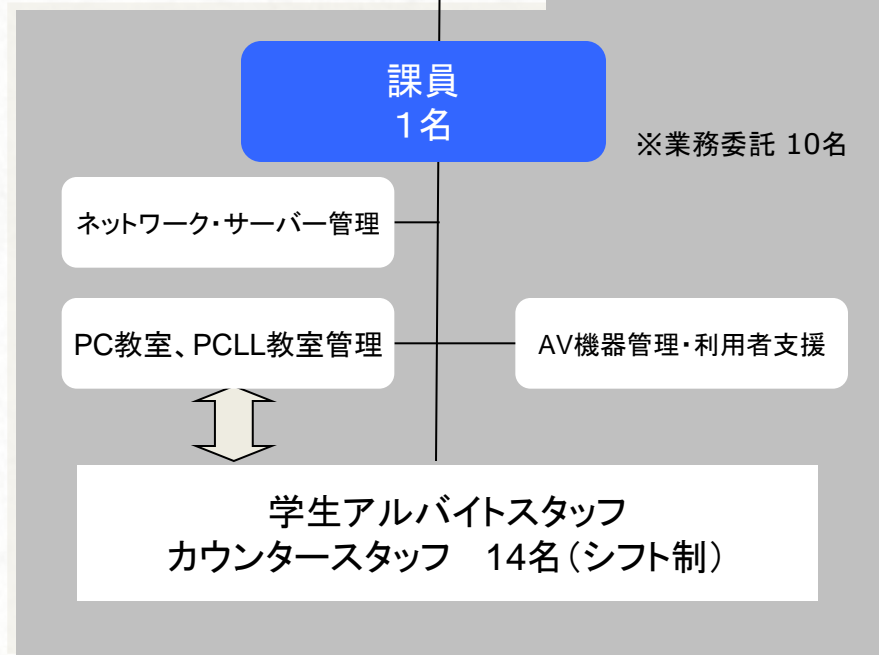 課員
１名
※業務委託 10名
ネットワーク・サーバー管理
PC教室、PCLL教室管理
AV機器管理・利用者支援
学生アルバイトスタッフ
カウンタースタッフ　14名（シフト制）